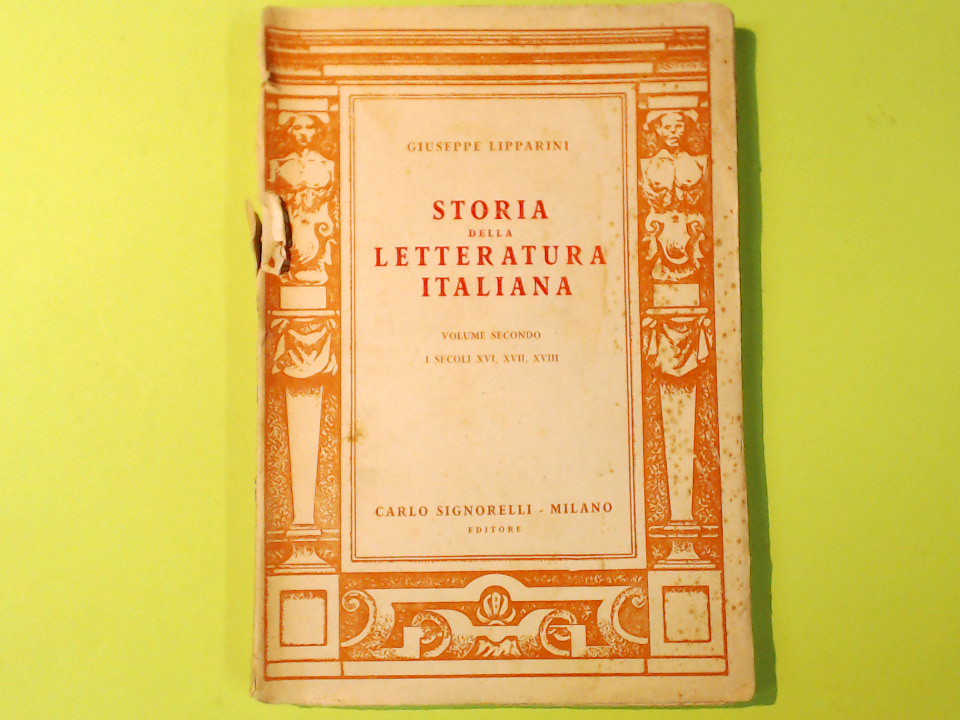 GIUSEPPE LIPPARINI
STORIA
DELLA
LETTERATURA
ITALIANA
VOLUME SECONDO
I SECOLI XVI, XVII, XVIII
CARLO SIGNORELLI - MILANO
EDITORE